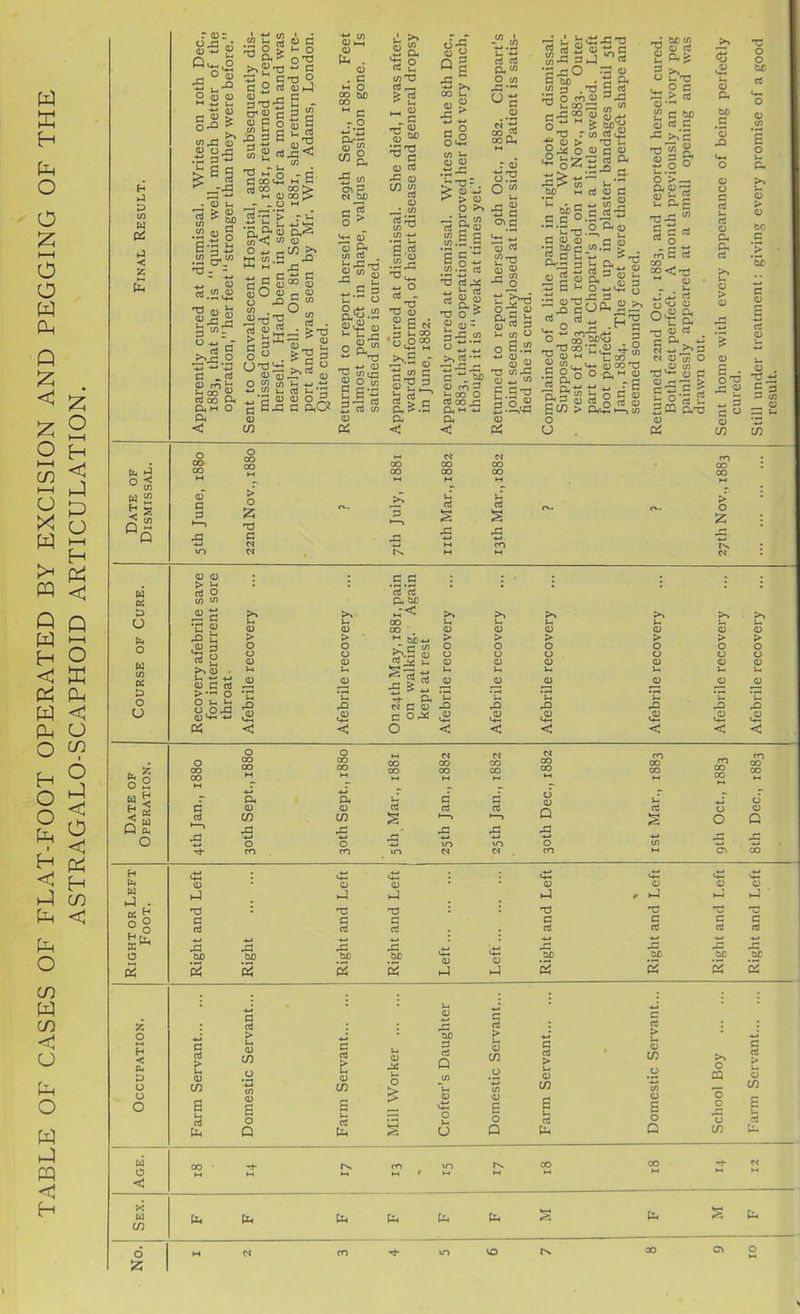 TABLE OF CASES OF FLAT-FOOT OPERATED BY EXCISION AND PEGGING OF THE
ASTRAGALO-SCAPHOID ARTICULATION.
No. Sex. Age. Occupation. Right or Left Foot. Date of Operation. Course of Cure. Date of Dismissal. Final Result.
1 F 18 Farm Servant... Right and Left 4th Jan., 1880 Recovery afebrile save 5th June, 1880 Apparently cured at dismissal. Writes on 10th Dec.,
for intercurrent sore 1883, that she is "quite well, much better of the
throat operation, her feet stronger than they were before."
2 F 14 Domestic Servant... Right ... 30th Sept., 1880 Afebrile recovery ... 22nd Nov., 1880 Sent to Convalescent Hospital, and subsequently dis-
missed cured. On 1st April, 1881, returned to report
herself. Had been in service for a month and was
nearly well. On 8th Sept., 1881, she returned to re-
port and was seen by Mr. Wm. Adams, London.
Quite cured.
3 F 17 Farm Servant... Right and Left 30th Sept., 1880 Afebrile recovery ... ? Returned to report herself on 29th Sept., 1881. Feet
almost perfect in shape, valgus position gone. Is
satisfied she is cured.
4 F 13 Mill Worker ... Right and Left 5th Mar., 1881 On 24th May, 1881, pain 7th July, 1881 Apparently cured at dismissal. She died, I was after-
on walking. Again wards informed, of heart disease and general dropsy
kept at rest in June, 1882.
5 F 15 Crofter's Daughter Left ... 25th Jan., 1882 Afebrile recovery ... 11th Mar., 1882 Apparently cured at dismissal. Writes on the 8th Dec.,
1883, that the operation improved her foot very much,
though it is "weak at times yet."
6 F 17 Domestic Servant... Left ... 25th Jan., 1882 Afebrile recovery ... 13th Mar., 1882 Returned to report herself 9th Oct., 1882. Chopart's
joint seems ankylosed at inner side. Patient is satis-
fied she is cured.
7 M 18 Farm Servant... Right and Left 30th Dec., 1882 Afebrile recovery ... ? Complained of a little pain in right foot on dismissal.
Supposed to be malingering. Worked through har-
vest of 1883 and returned on 1st Nov., 1883. Outer
part of right Chopart's joint a little swelled. Left
foot perfect. Put up in plaster bandages until 5th
Jan., 1884. The feet were then in perfect shape and
seemed soundly cured.
8 F 18 Domestic Servant... Right and Left 1st Mar., 1883 Afebrile recovery ... ? Returned 22nd Oct., 1883, and reported herself cured.
Both feet perfect. A month previously an ivory peg
painlessly appeared at a small opening and was
drawn out.
9 M 14 School Boy ... Right and Left 9th Oct., 1883 Afebrile recovery ... 27th Nov., 1883 Sent home with every appearance of being perfectly
cured.
10 F 12 Farm Servant... Right and Left 8th Dec., 1883 Afebrile recovery ... Still under treatment: giving every promise of a good
result.